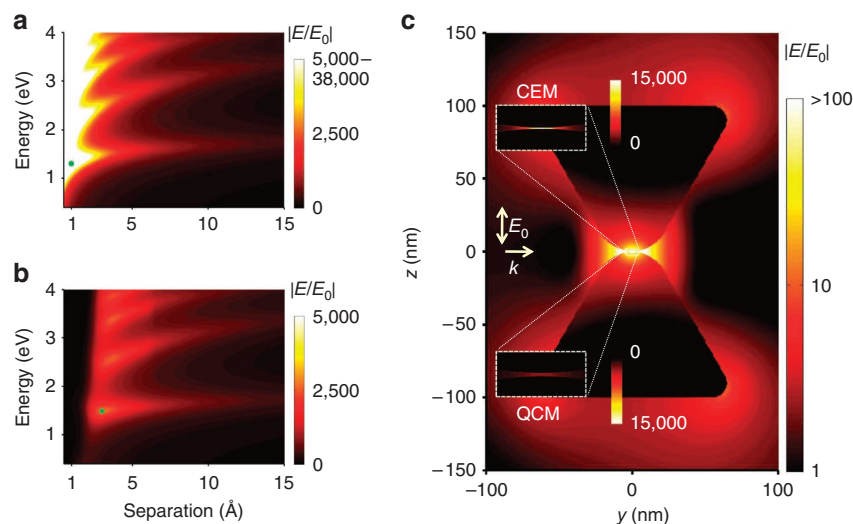 a
|E/E₀|
Energy (eV)
4
3
2
1
1
5
10
15
5,000–
38,000
2,500
0
b
|E/E₀|
Energy (eV)
4
3
2
1
1
5
10
15
Separation (Å)
5,000
2,500
0
c
|E/E₀|
z (nm)
150
100
50
0
−50
−100
−150
−100
0
100
y (nm)
CEM
15,000
0
E₀
k
QCM
0
15,000
>100
10
1